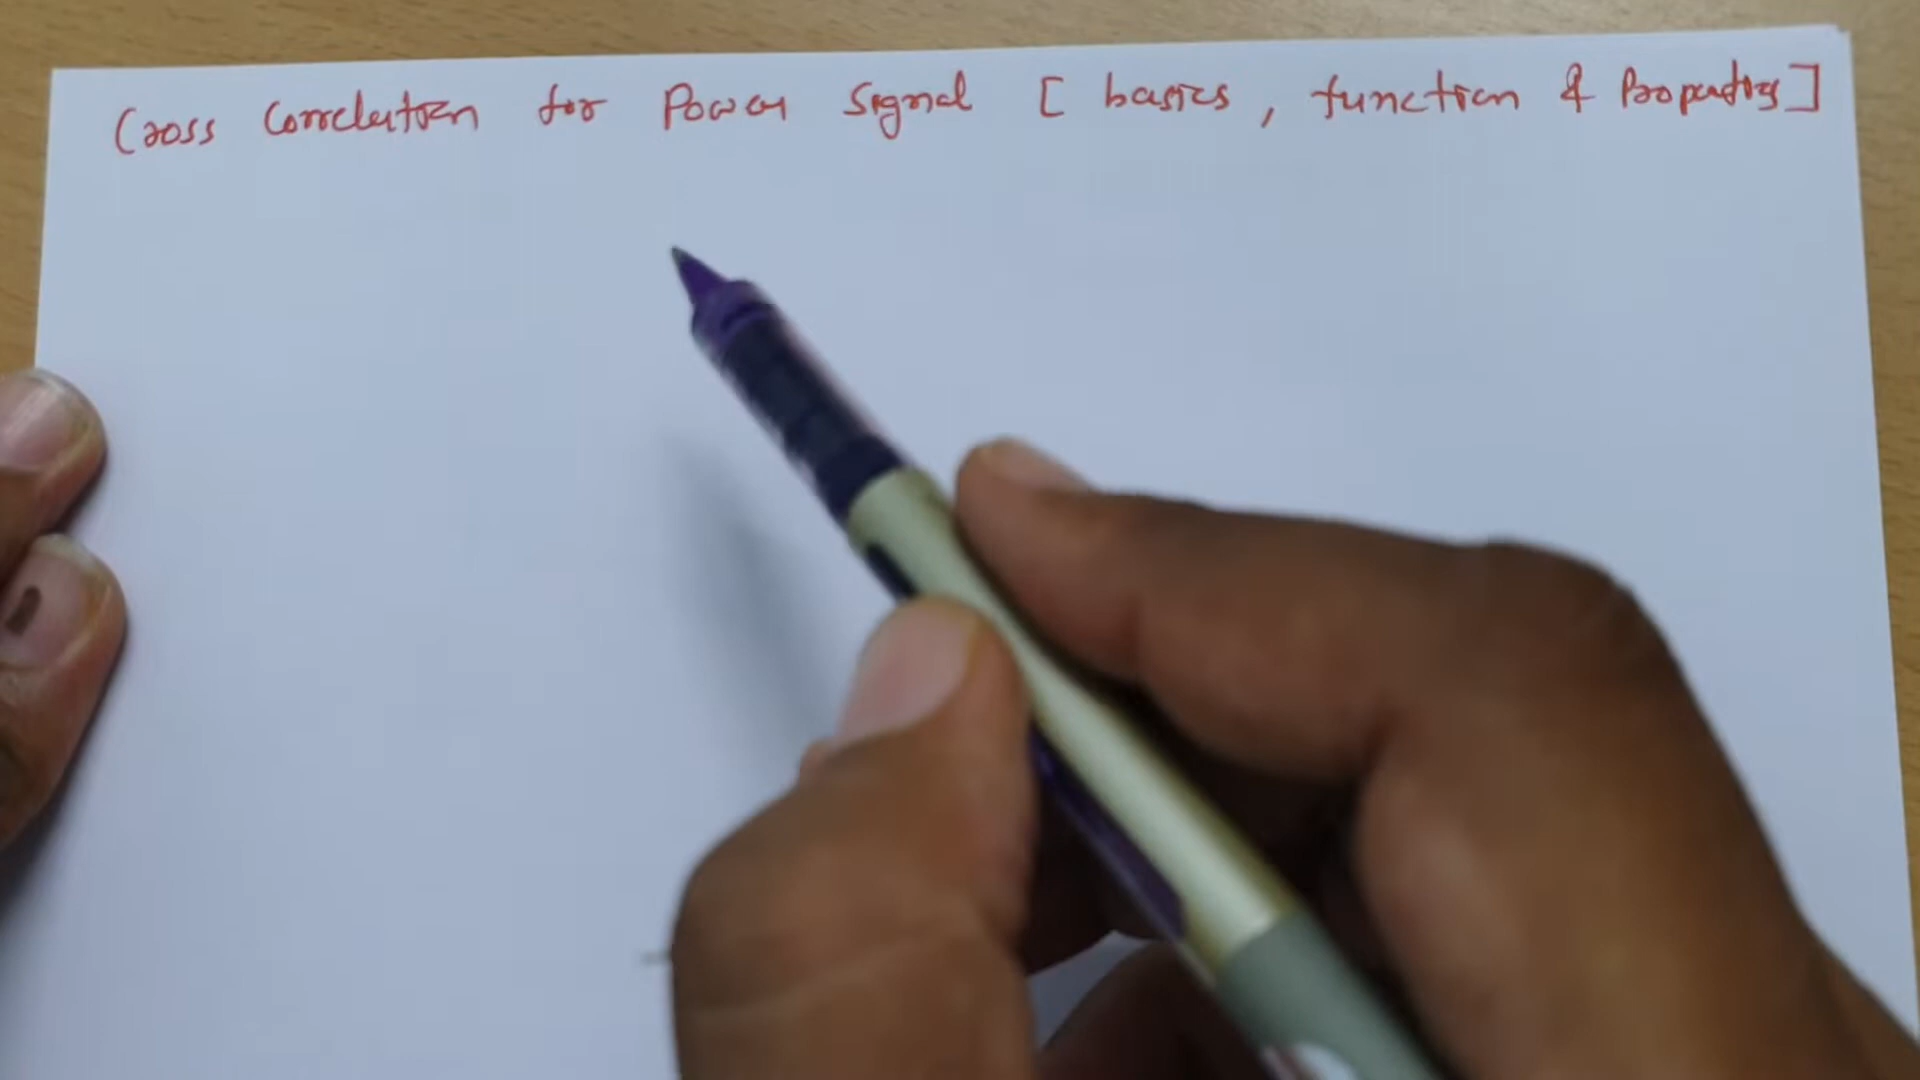 Cross Correlation for Power Signal [ basics , function & Properties ]